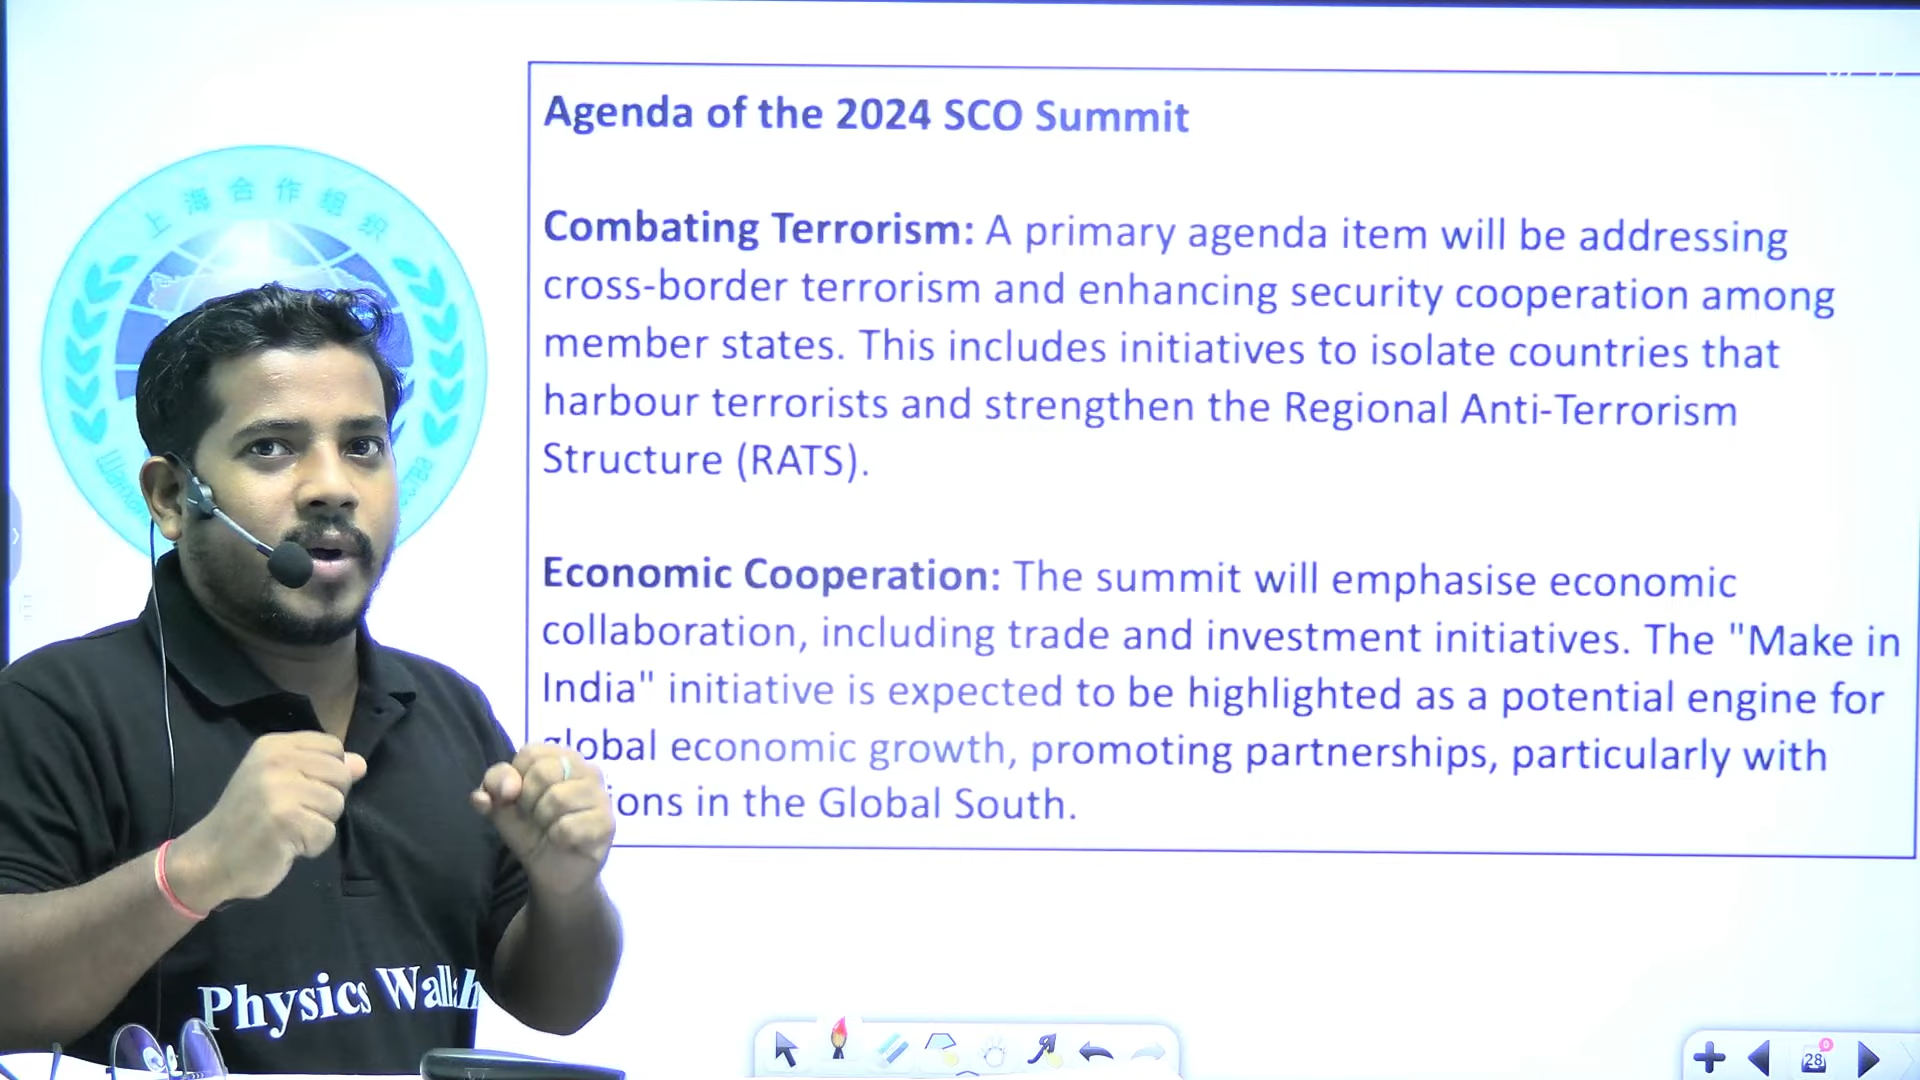 Agenda of the 2024 SCO Summit
Combating Terrorism: A primary agenda item will be addressing
cross-border terrorism and enhancing security cooperation among
member states. This includes initiatives to isolate countries that
harbour terrorists and strengthen the Regional Anti-Terrorism
Structure (RATS).
Economic Cooperation: The summit will emphasise economic
collaboration, including trade and investment initiatives. The "Make in
India" initiative is expected to be highlighted as a potential engine for
global economic growth, promoting partnerships, particularly with
ions in the Global South.
上海合作组织
Physics Wallah
28